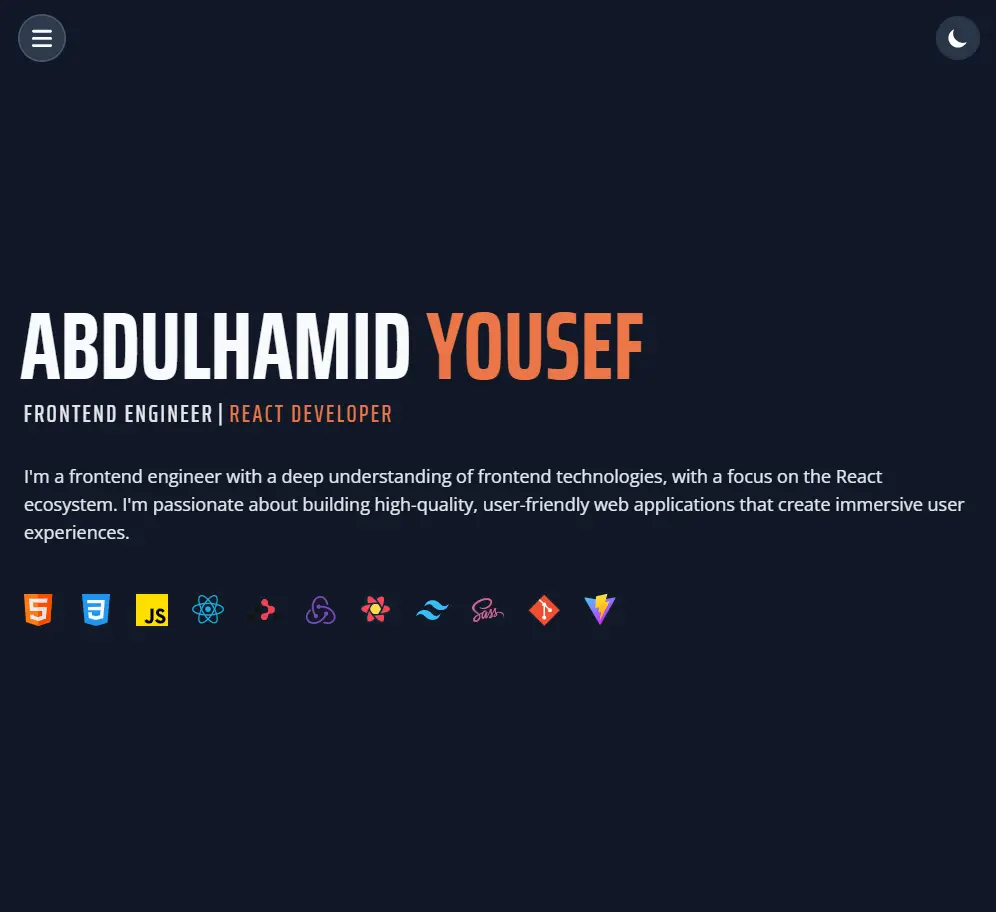 ABDULHAMID YOUSEF
FRONTEND ENGINEER | REACT DEVELOPER
I'm a frontend engineer with a deep understanding of frontend technologies, with a focus on the React
ecosystem. I'm passionate about building high-quality, user-friendly web applications that create immersive user
experiences.
5 3 JS Sass